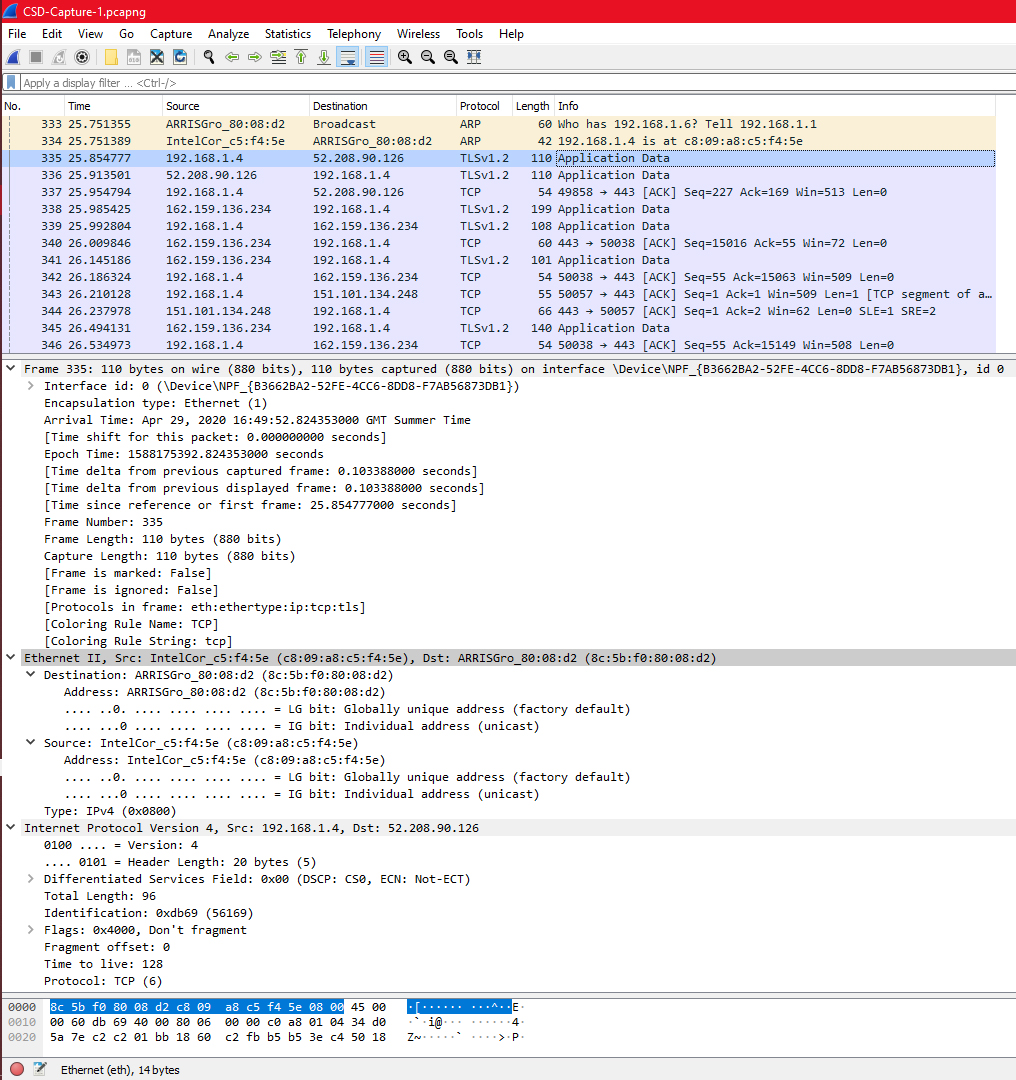 CSD-Capture-1.pcapng
File Edit View Go Capture Analyze Statistics Telephony Wireless Tools Help
Apply a display filter ... <Ctrl-/>
No. Time Source Destination Protocol Length Info
333 25.751355 ARRISGro_80:08:d2 Broadcast ARP 60 Who has 192.168.1.6? Tell 192.168.1.1
334 25.751389 IntelCor_c5:f4:5e ARRISGro_80:08:d2 ARP 42 192.168.1.4 is at c8:09:a8:c5:f4:5e
335 25.854777 192.168.1.4 52.208.90.126 TLSv1.2 110 Application Data
336 25.913501 52.208.90.126 192.168.1.4 TLSv1.2 110 Application Data
337 25.954794 192.168.1.4 52.208.90.126 TCP 54 49858 → 443 [ACK] Seq=227 Ack=169 Win=513 Len=0
338 25.985425 162.159.136.234 192.168.1.4 TLSv1.2 199 Application Data
339 25.992804 192.168.1.4 162.159.136.234 TLSv1.2 108 Application Data
340 26.009846 162.159.136.234 192.168.1.4 TCP 60 443 → 50038 [ACK] Seq=15016 Ack=55 Win=72 Len=0
341 26.145186 162.159.136.234 192.168.1.4 TLSv1.2 101 Application Data
342 26.186324 192.168.1.4 162.159.136.234 TCP 54 50038 → 443 [ACK] Seq=55 Ack=15063 Win=509 Len=0
343 26.210128 192.168.1.4 151.101.134.248 TCP 55 50057 → 443 [ACK] Seq=1 Ack=1 Win=509 Len=1 [TCP segment of a…
344 26.237978 151.101.134.248 192.168.1.4 TCP 66 443 → 50057 [ACK] Seq=1 Ack=2 Win=62 Len=0 SLE=1 SRE=2
345 26.494131 162.159.136.234 192.168.1.4 TLSv1.2 140 Application Data
346 26.534973 192.168.1.4 162.159.136.234 TCP 54 50038 → 443 [ACK] Seq=55 Ack=15149 Win=508 Len=0
Frame 335: 110 bytes on wire (880 bits), 110 bytes captured (880 bits) on interface \Device\NPF_{B3662BA2-52FE-4CC6-8DD8-F7AB56873DB1}, id 0
Interface id: 0 (\Device\NPF_{B3662BA2-52FE-4CC6-8DD8-F7AB56873DB1})
Encapsulation type: Ethernet (1)
Arrival Time: Apr 29, 2020 16:49:52.824353000 GMT Summer Time
[Time shift for this packet: 0.000000000 seconds]
Epoch Time: 1588175392.824353000 seconds
[Time delta from previous captured frame: 0.103388000 seconds]
[Time delta from previous displayed frame: 0.103388000 seconds]
[Time since reference or first frame: 25.854777000 seconds]
Frame Number: 335
Frame Length: 110 bytes (880 bits)
Capture Length: 110 bytes (880 bits)
[Frame is marked: False]
[Frame is ignored: False]
[Protocols in frame: eth:ethertype:ip:tcp:tls]
[Coloring Rule Name: TCP]
[Coloring Rule String: tcp]
Ethernet II, Src: IntelCor_c5:f4:5e (c8:09:a8:c5:f4:5e), Dst: ARRISGro_80:08:d2 (8c:5b:f0:80:08:d2)
Destination: ARRISGro_80:08:d2 (8c:5b:f0:80:08:d2)
Address: ARRISGro_80:08:d2 (8c:5b:f0:80:08:d2)
.... ..0. .... .... .... .... = LG bit: Globally unique address (factory default)
.... ...0 .... .... .... .... = IG bit: Individual address (unicast)
Source: IntelCor_c5:f4:5e (c8:09:a8:c5:f4:5e)
Address: IntelCor_c5:f4:5e (c8:09:a8:c5:f4:5e)
.... ..0. .... .... .... .... = LG bit: Globally unique address (factory default)
.... ...0 .... .... .... .... = IG bit: Individual address (unicast)
Type: IPv4 (0x0800)
Internet Protocol Version 4, Src: 192.168.1.4, Dst: 52.208.90.126
0100 .... = Version: 4
.... 0101 = Header Length: 20 bytes (5)
Differentiated Services Field: 0x00 (DSCP: CS0, ECN: Not-ECT)
Total Length: 96
Identification: 0xdb69 (56169)
Flags: 0x4000, Don't fragment
Fragment offset: 0
Time to live: 128
Protocol: TCP (6)
0000 8c 5b f0 80 08 d2 c8 09 a8 c5 f4 5e 08 00 45 00 ·[······ ···^··E·
0010 00 60 db 69 40 00 80 06 00 00 c0 a8 01 04 34 d0 ·`·i@··· ······4·
0020 5a 7e c2 c2 01 bb 18 60 c2 fb b5 b5 3e c4 50 18 Z~·····` ····>·P·
Ethernet (eth), 14 bytes